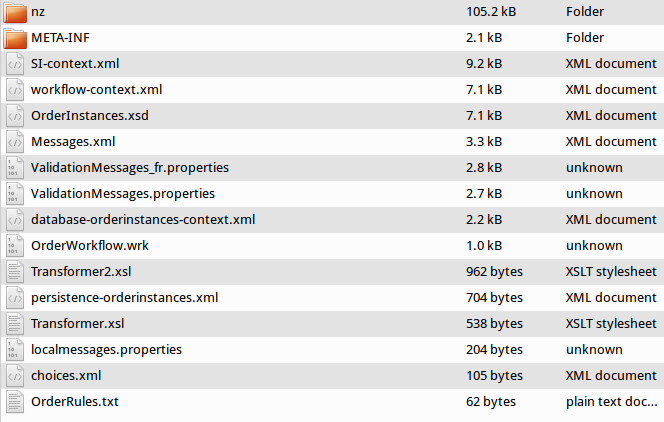 nz 105.2 kB Folder
META-INF 2.1 kB Folder
SI-context.xml 9.2 kB XML document
workflow-context.xml 7.1 kB XML document
OrderInstances.xsd 7.1 kB XML document
Messages.xml 3.3 kB XML document
ValidationMessages_fr.properties 2.8 kB unknown
ValidationMessages.properties 2.7 kB unknown
database-orderinstances-context.xml 2.2 kB XML document
OrderWorkflow.wrk 1.0 kB unknown
Transformer2.xsl 962 bytes XSLT stylesheet
persistence-orderinstances.xml 704 bytes XML document
Transformer.xsl 538 bytes XSLT stylesheet
localmessages.properties 204 bytes unknown
choices.xml 105 bytes XML document
OrderRules.txt 62 bytes plain text doc...